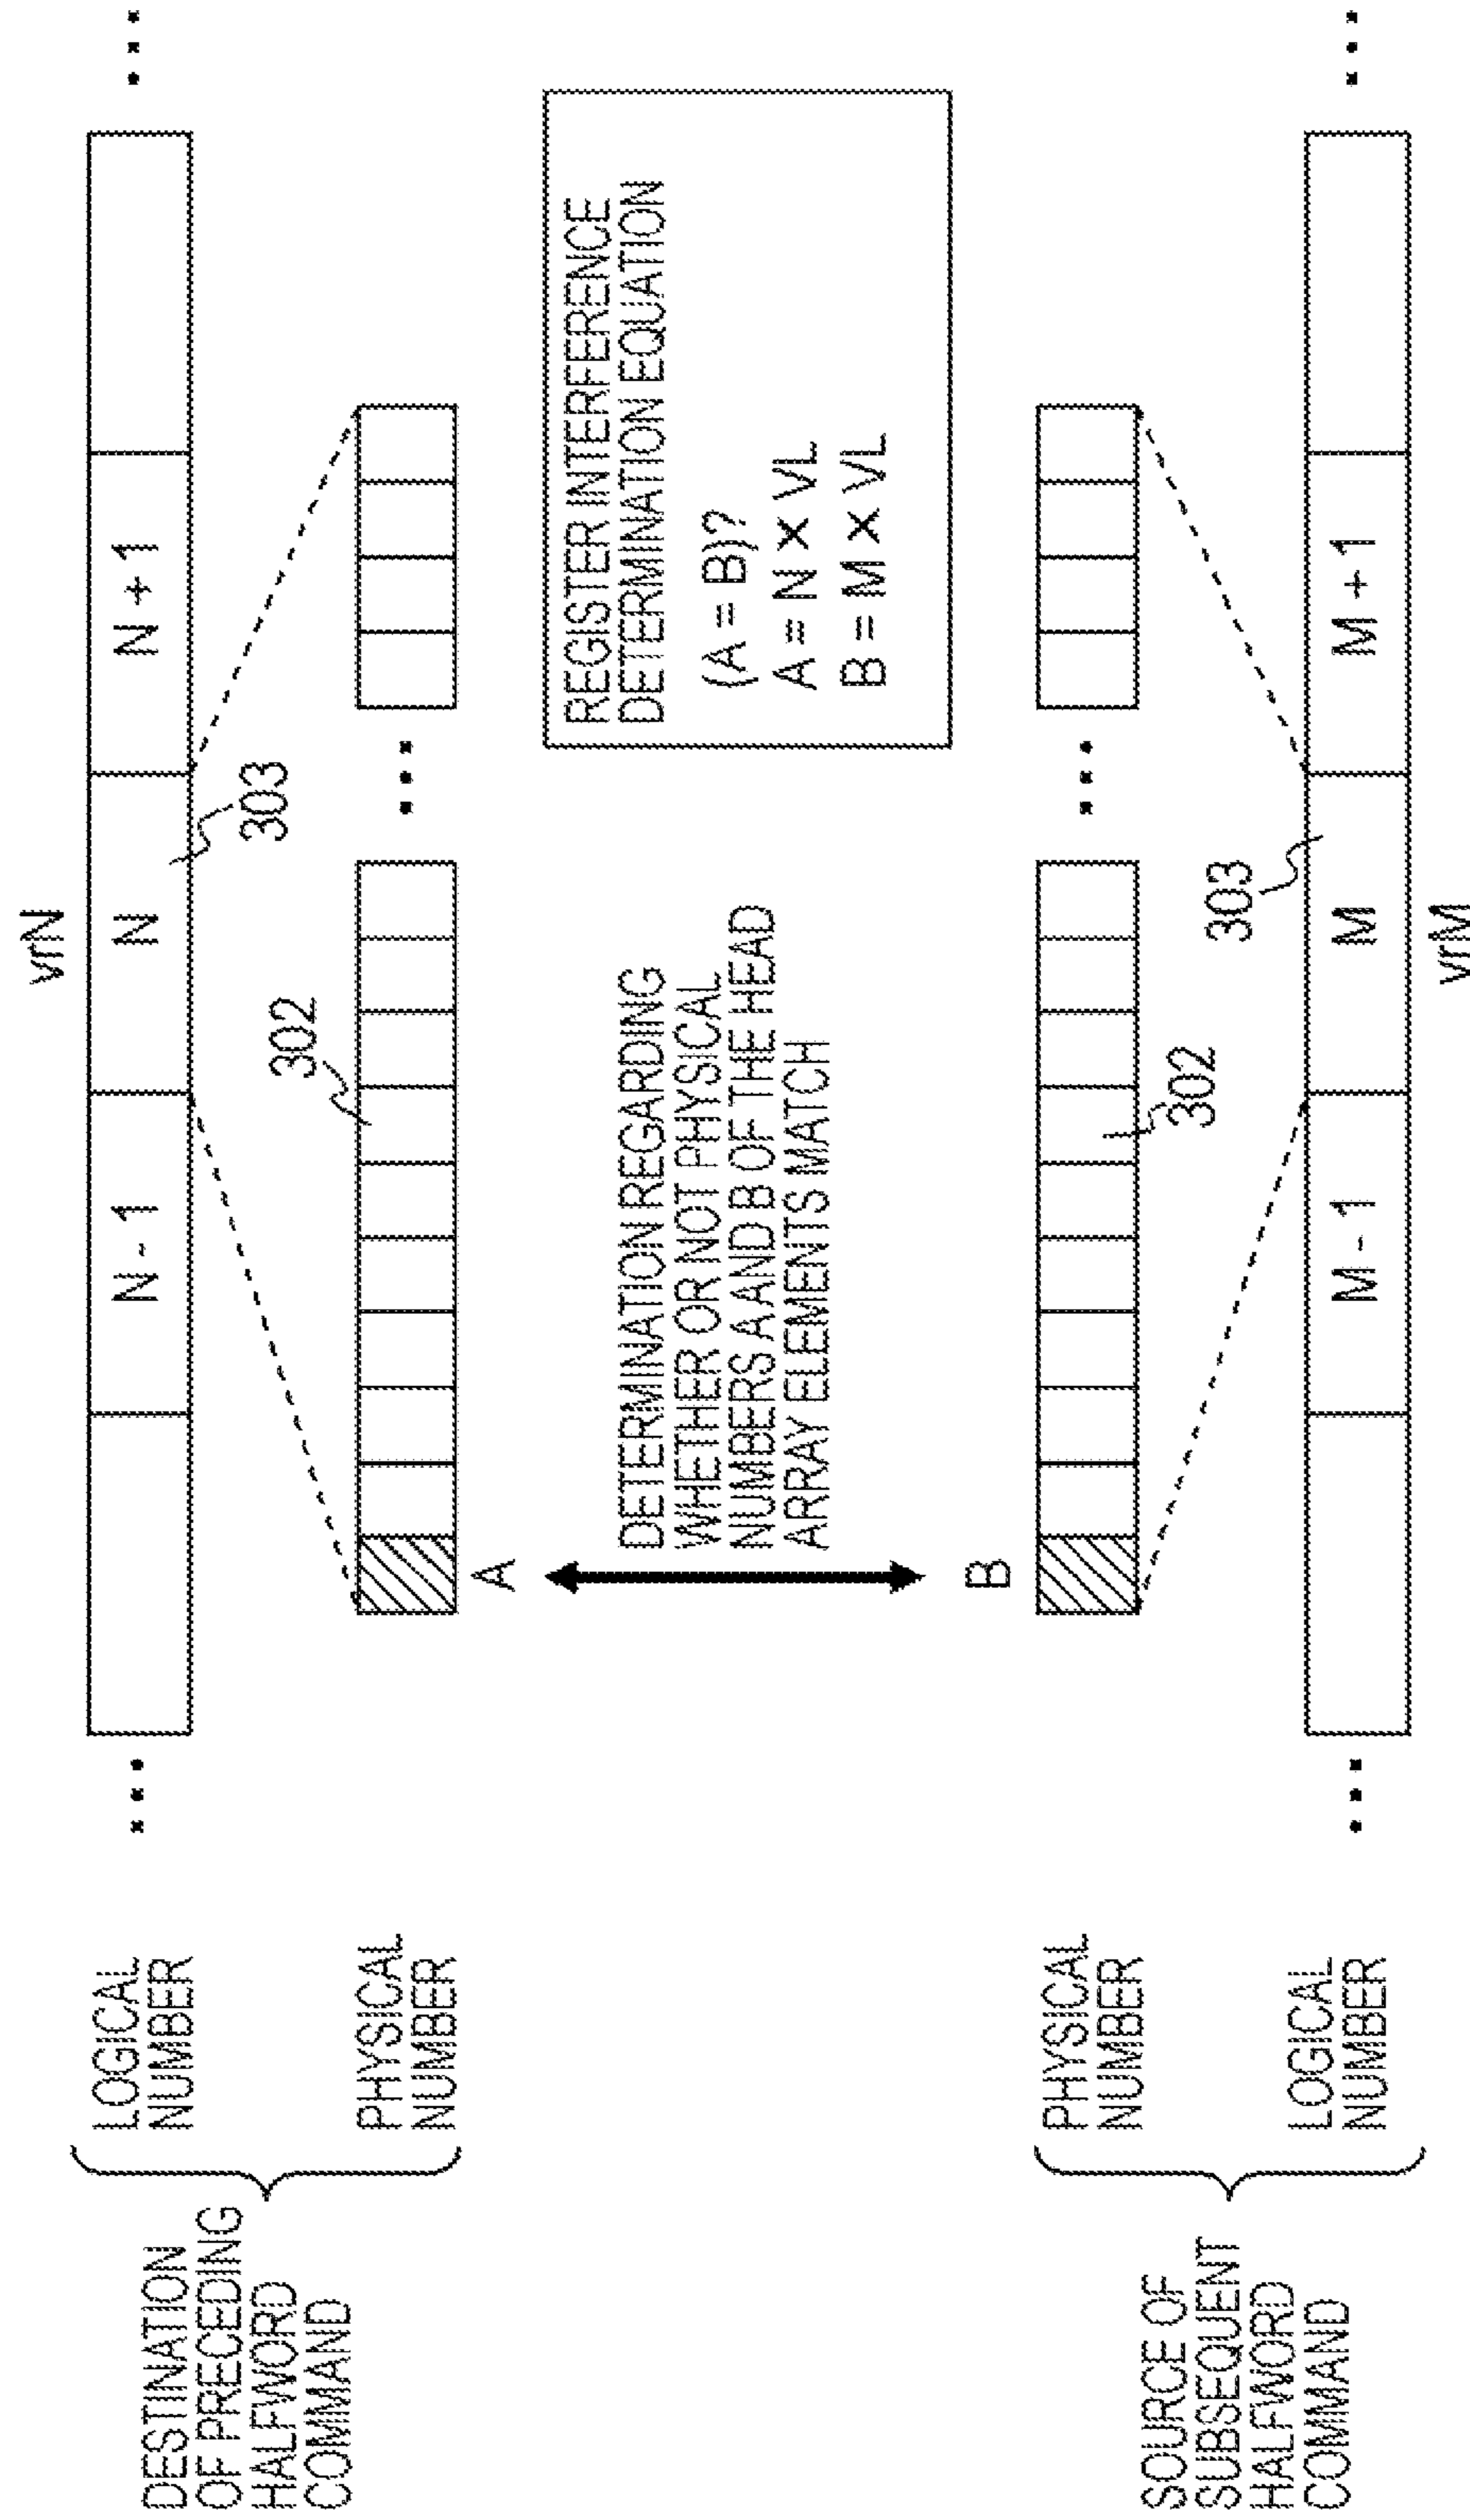 vrN
N - 1
N
N + 1
303
LOGICAL
NUMBER
302
PHYSICAL
NUMBER
DESTINATION
OF PRECEDING
HALFWORD
COMMAND
A
DETERMINATION REGARDING
WHETHER OR NOT PHYSICAL
NUMBERS A AND B OF THE HEAD
ARRAY ELEMENTS MATCH
REGISTER INTERFERENCE
DETERMINATION EQUATION
(A = B)?
A = N × VL
B = M × VL
B
PHYSICAL
NUMBER
302
303
LOGICAL
NUMBER
SOURCE OF
SUBSEQUENT
HALFWORD
COMMAND
M - 1
M
M + 1
vrM